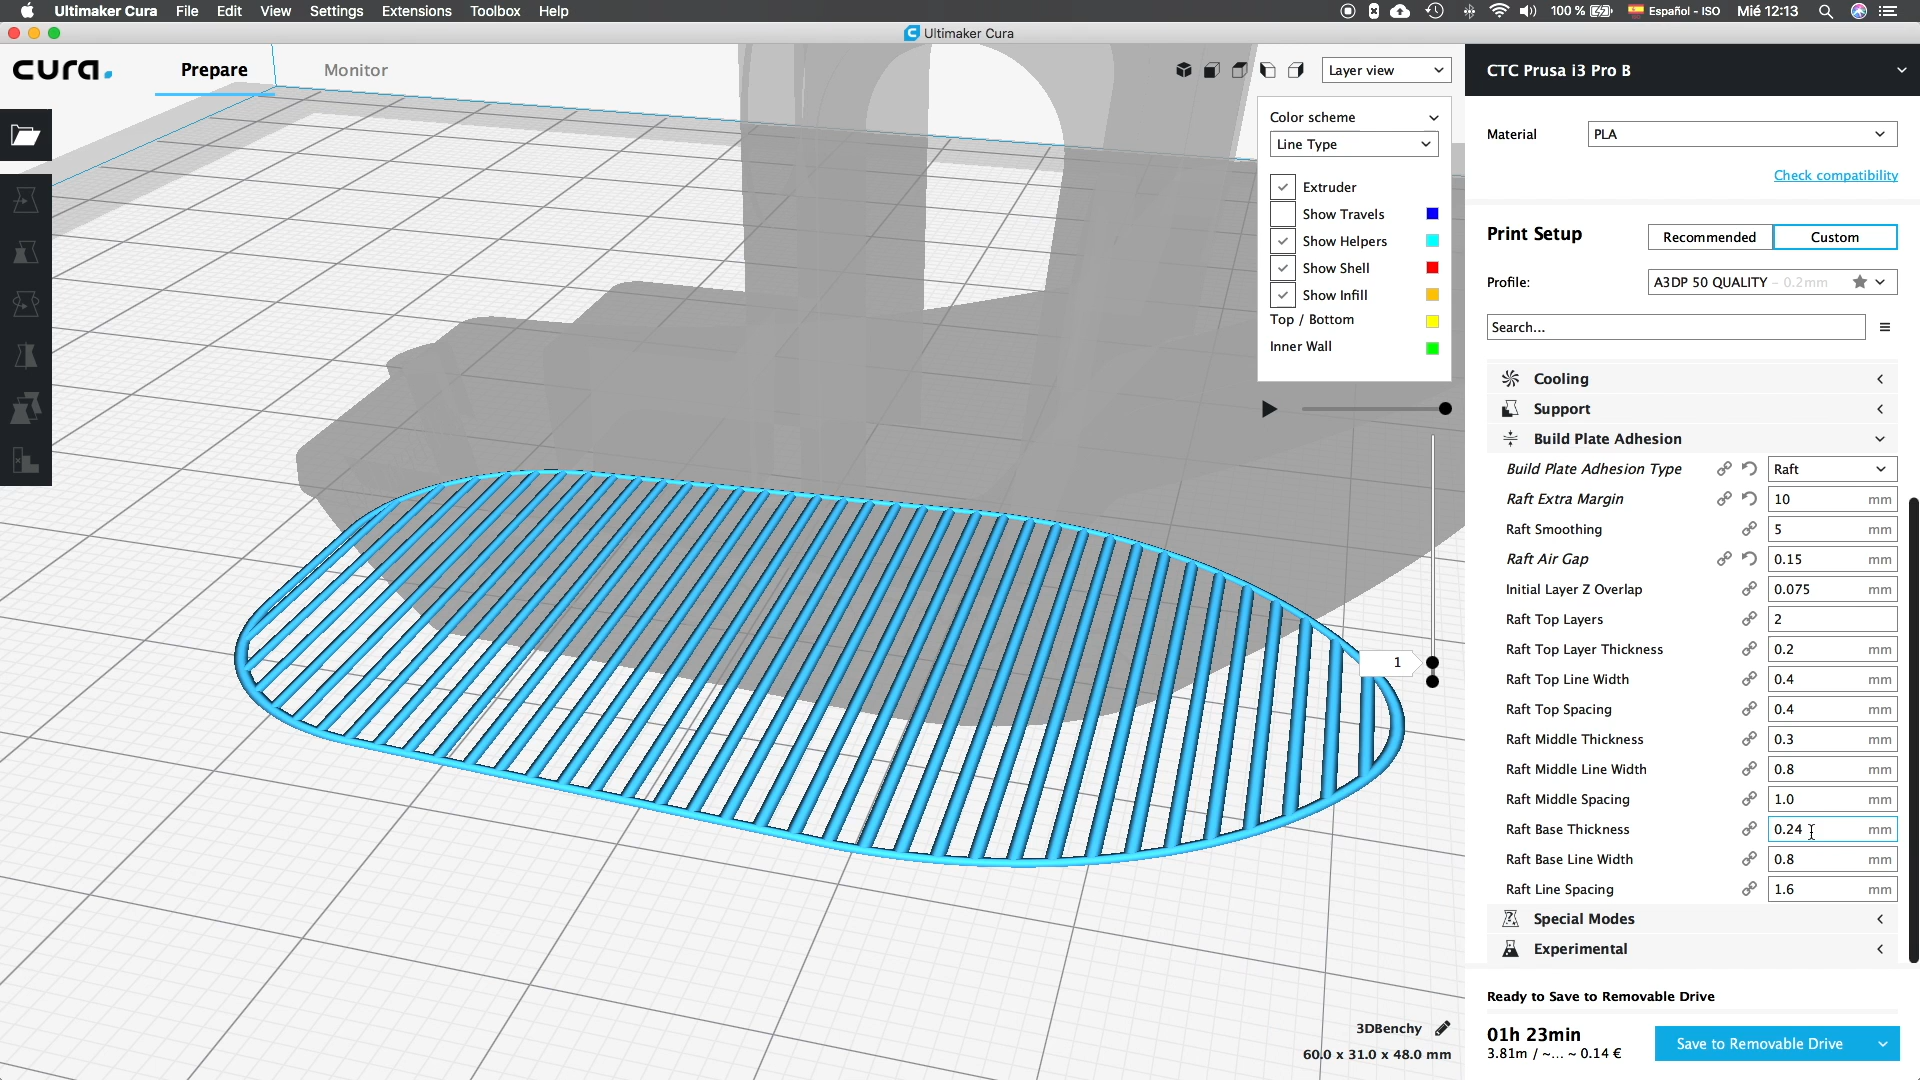 Ultimaker Cura File Edit View Settings Extensions Toolbox Help 100 % Español - ISO Mié 12:13
Ultimaker Cura
cura. Prepare Monitor Layer view CTC Prusa i3 Pro B
Color scheme
Line Type
Extruder
Show Travels
Show Helpers
Show Shell
Show Infill
Top / Bottom
Inner Wall
1
3DBenchy
60.0 x 31.0 x 48.0 mm
Material PLA
Check compatibility
Print Setup Recommended Custom
Profile: A3DP 50 QUALITY - 0.2mm
Search...
Cooling
Support
Build Plate Adhesion
Build Plate Adhesion Type Raft
Raft Extra Margin 10 mm
Raft Smoothing 5 mm
Raft Air Gap 0.15 mm
Initial Layer Z Overlap 0.075 mm
Raft Top Layers 2
Raft Top Layer Thickness 0.2 mm
Raft Top Line Width 0.4 mm
Raft Top Spacing 0.4 mm
Raft Middle Thickness 0.3 mm
Raft Middle Line Width 0.8 mm
Raft Middle Spacing 1.0 mm
Raft Base Thickness 0.24 mm
Raft Base Line Width 0.8 mm
Raft Line Spacing 1.6 mm
Special Modes
Experimental
Ready to Save to Removable Drive
01h 23min
3.81m / ~... ~ 0.14 €
Save to Removable Drive